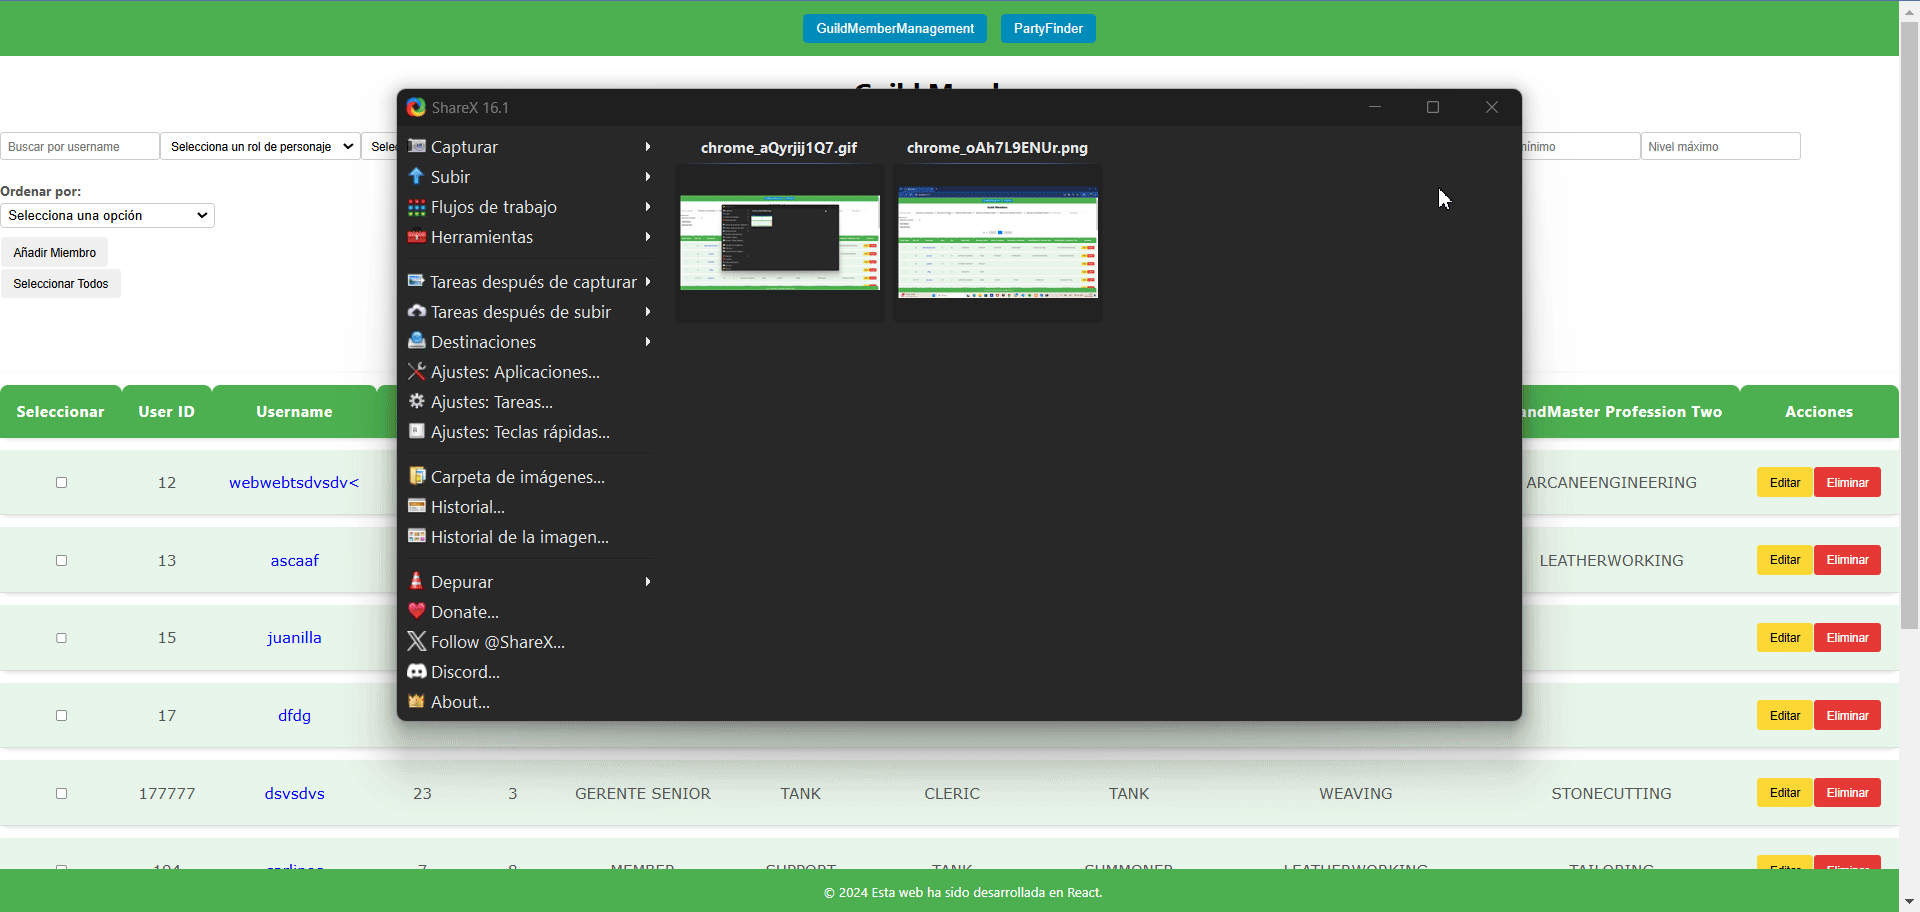 GuildMemberManagement
PartyFinder
ShareX 16.1
Capturar
Subir
Flujos de trabajo
Herramientas
Tareas después de capturar
Tareas después de subir
Destinaciones
Ajustes: Aplicaciones...
Ajustes: Tareas...
Ajustes: Teclas rápidas...
Carpeta de imágenes...
Historial...
Historial de la imagen...
Depurar
Donate...
Follow @ShareX...
Discord...
About...
chrome_aQyrjij1Q7.gif
chrome_oAh7L9ENUr.png
Buscar por username
Selecciona un rol de personaje
Nivel máximo
Ordenar por:
Selecciona una opción
Añadir Miembro
Seleccionar Todos
Seleccionar User ID Username Profession Two Acciones
12 webwebtsdvsdv< ARCANEENGINEERING Editar Eliminar
13 ascaaf LEATHERWORKING Editar Eliminar
15 juanilla Editar Eliminar
17 dfdg Editar Eliminar
177777 dsvsdvs 23 3 GERENTE SENIOR TANK CLERIC TANK WEAVING STONECUTTING Editar Eliminar
© 2024 Esta web ha sido desarrollada en React.